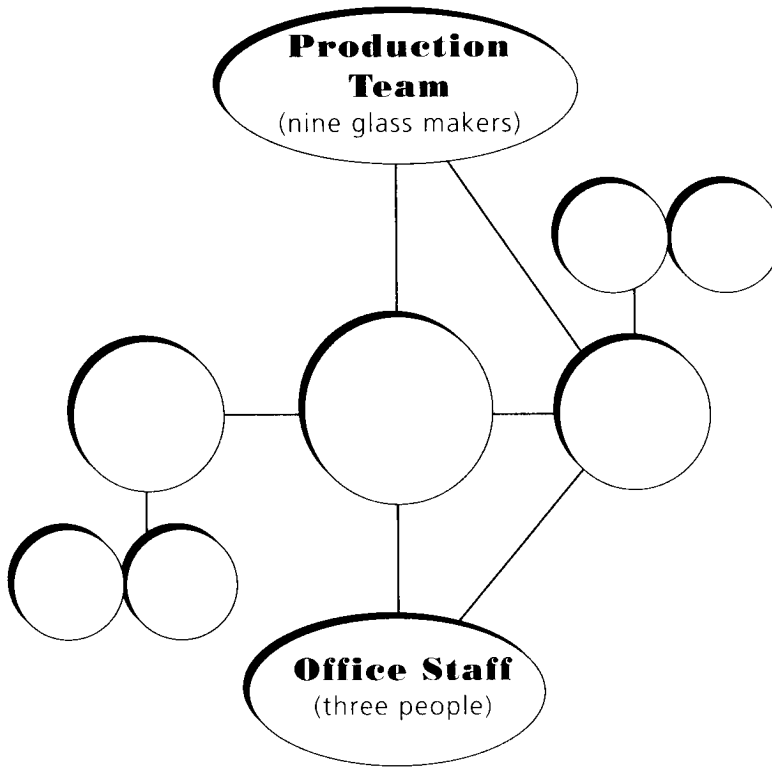 Production
Team
(nine glass makers)
Office Staff
(three people)